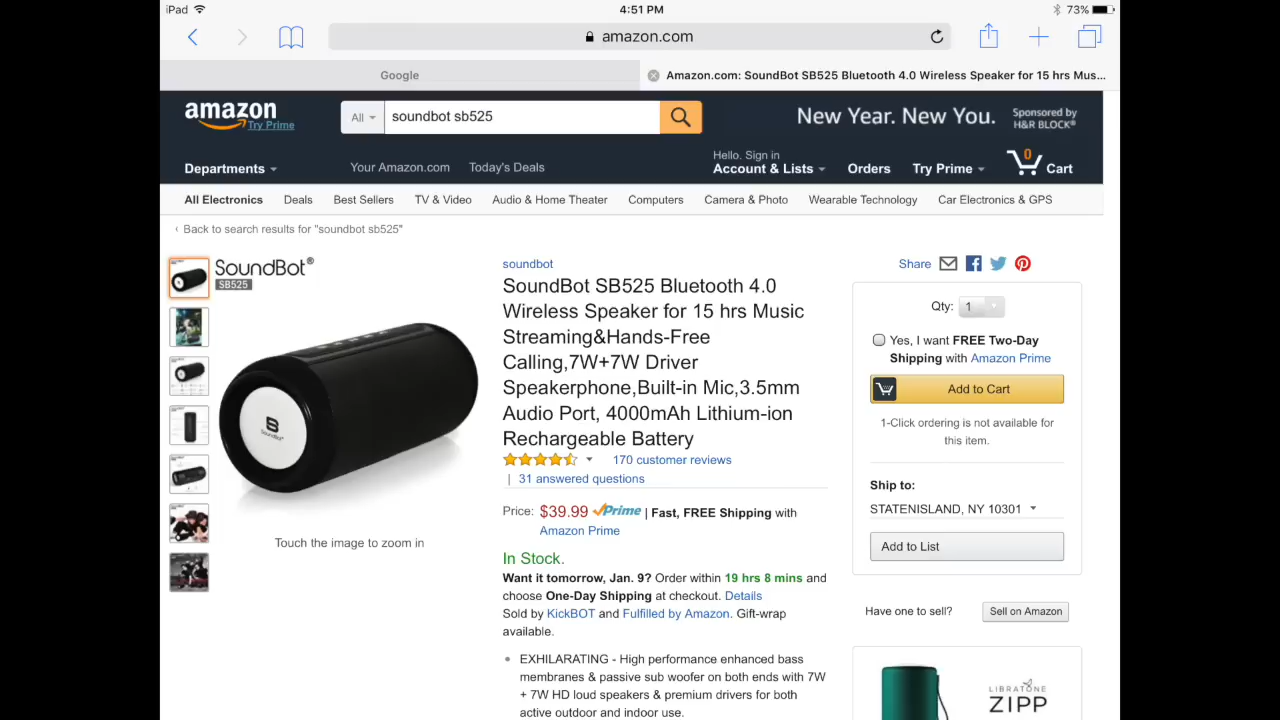 iPad
4:51 PM
73%
amazon.com
Google
Amazon.com: SoundBot SB525 Bluetooth 4.0 Wireless Speaker for 15 hrs Mus...
amazon
Try Prime
All
soundbot sb525
New Year. New You.
Sponsored by
H&R BLOCK®
Departments
Your Amazon.com
Today's Deals
Hello. Sign in
Account & Lists
Orders
Try Prime
0
Cart
All Electronics
Deals
Best Sellers
TV & Video
Audio & Home Theater
Computers
Camera & Photo
Wearable Technology
Car Electronics & GPS
‹ Back to search results for "soundbot sb525"
SoundBot®
SB525
SoundBot
Touch the image to zoom in
soundbot
SoundBot SB525 Bluetooth 4.0
Wireless Speaker for 15 hrs Music
Streaming&Hands-Free
Calling,7W+7W Driver
Speakerphone,Built-in Mic,3.5mm
Audio Port, 4000mAh Lithium-ion
Rechargeable Battery
170 customer reviews
| 31 answered questions
Price: $39.99 Prime | Fast, FREE Shipping with
Amazon Prime
In Stock.
Want it tomorrow, Jan. 9? Order within 19 hrs 8 mins and
choose One-Day Shipping at checkout. Details
Sold by KickBOT and Fulfilled by Amazon. Gift-wrap
available.
• EXHILARATING - High performance enhanced bass
membranes & passive sub woofer on both ends with 7W
+ 7W HD loud speakers & premium drivers for both
active outdoor and indoor use.
Share
Qty: 1
Yes, I want FREE Two-Day
Shipping with Amazon Prime
Add to Cart
1-Click ordering is not available for
this item.
Ship to:
STATENISLAND, NY 10301
Add to List
Have one to sell?
Sell on Amazon
LIBRATONE
ZIPP